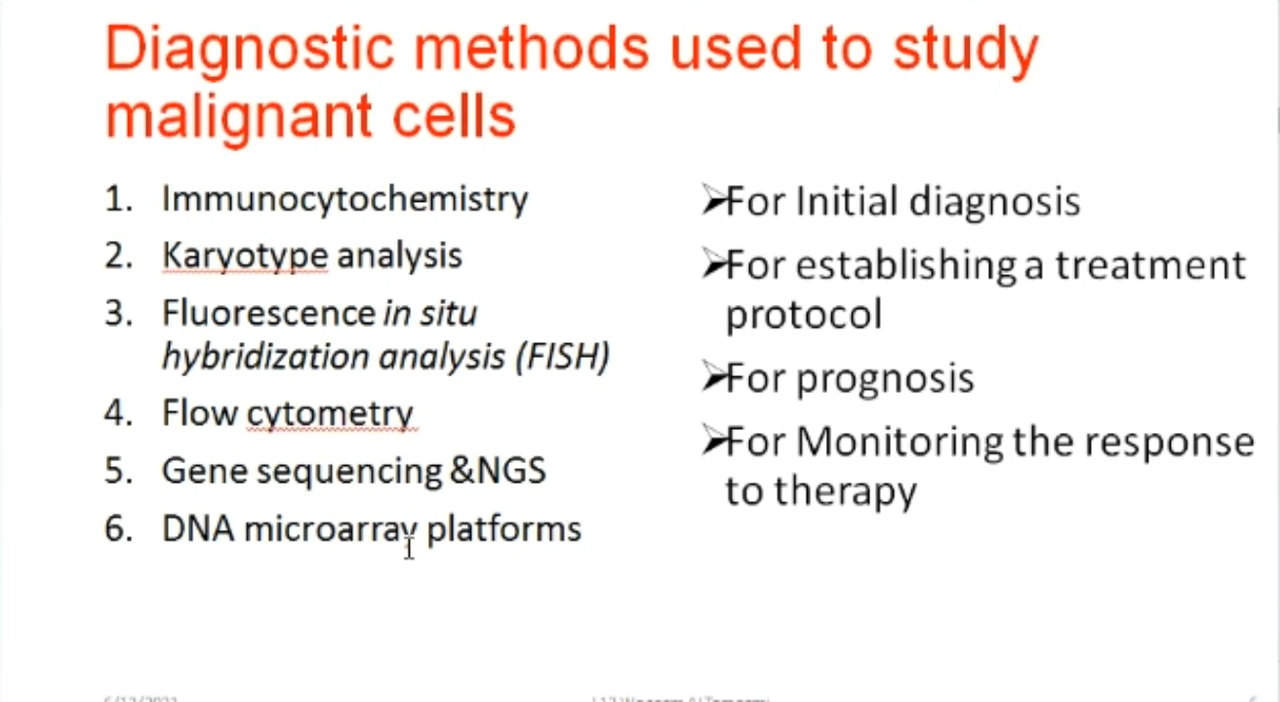 Diagnostic methods used to study
malignant cells
1. Immunocytochemistry
2. Karyotype analysis
3. Fluorescence in situ
hybridization analysis (FISH)
4. Flow cytometry
5. Gene sequencing &NGS
6. DNA microarray platforms
➢For Initial diagnosis
➢For establishing a treatment
protocol
➢For prognosis
➢For Monitoring the response
to therapy